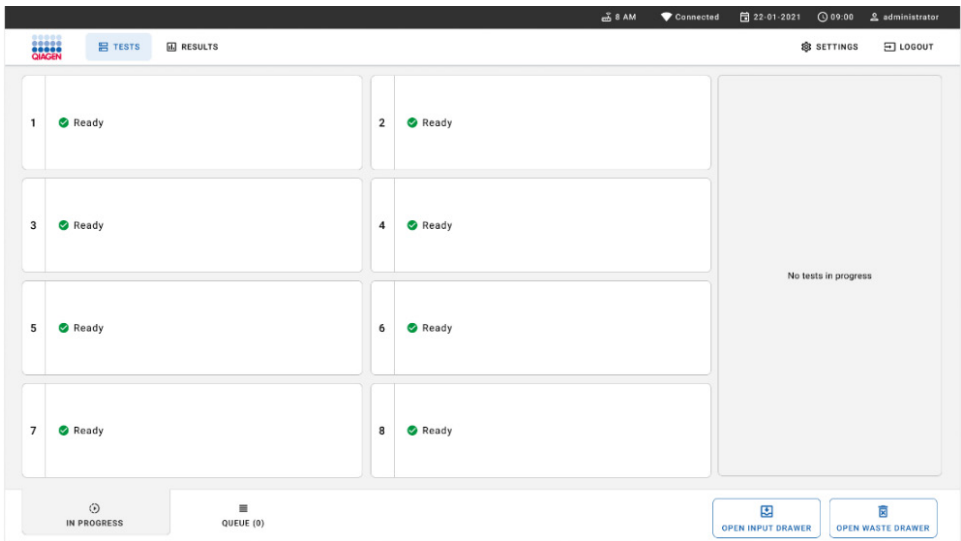 8 AM Connected 22-01-2021 09:00 administrator
QIAGEN TESTS RESULTS SETTINGS LOGOUT
1 Ready
2 Ready
3 Ready
4 Ready
No tests in progress
5 Ready
6 Ready
7 Ready
8 Ready
IN PROGRESS
QUEUE (0)
OPEN INPUT DRAWER
OPEN WASTE DRAWER